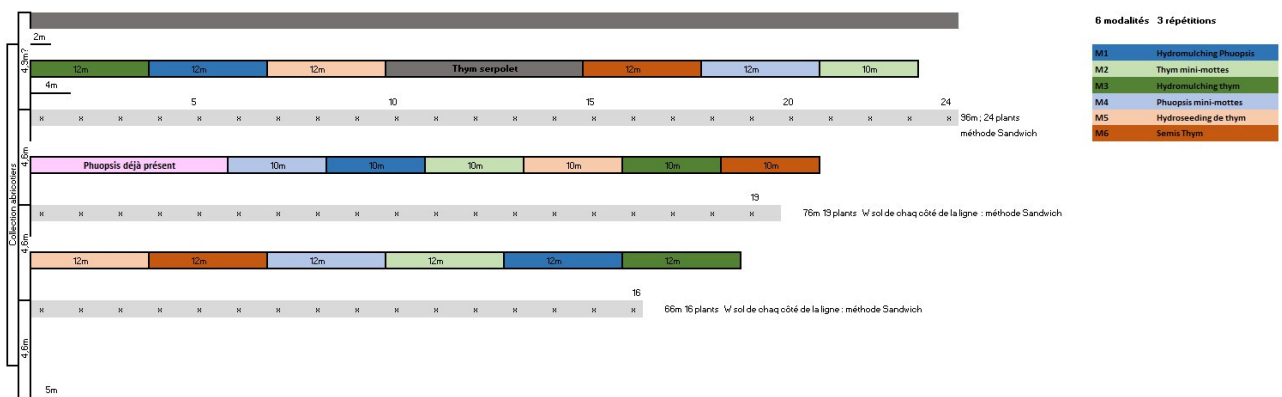 6 modalités 3 répétitions
2m
4,9m?
12m 12m 12m Thym serpolet 12m 12m 10m
M1 Hydromulching Phuopsis
M2 Thym mini-mottes
M3 Hydromulching thym
M4 Phuopsis mini-mottes
M5 Hydroseeding de thym
M6 Semis Thym
4m
5 10 15 20 24
x x x x x x x x x x x x x x x x x x x x x x x x
96m ; 24 plants
méthode Sandwich
4,6m
Phuopsis déjà présent 10m 10m 10m 10m 10m 10m
19
x x x x x x x x x x x x x x x x x x x
76m 19 plants W sol de chaq côté de la ligne : méthode Sandwich
Collection abricotiers
4,6m
12m 12m 12m 12m 12m 12m
16
x x x x x x x x x x x x x x x x
66m 16 plants W sol de chaq côté de la ligne : méthode Sandwich
4,6m
5m